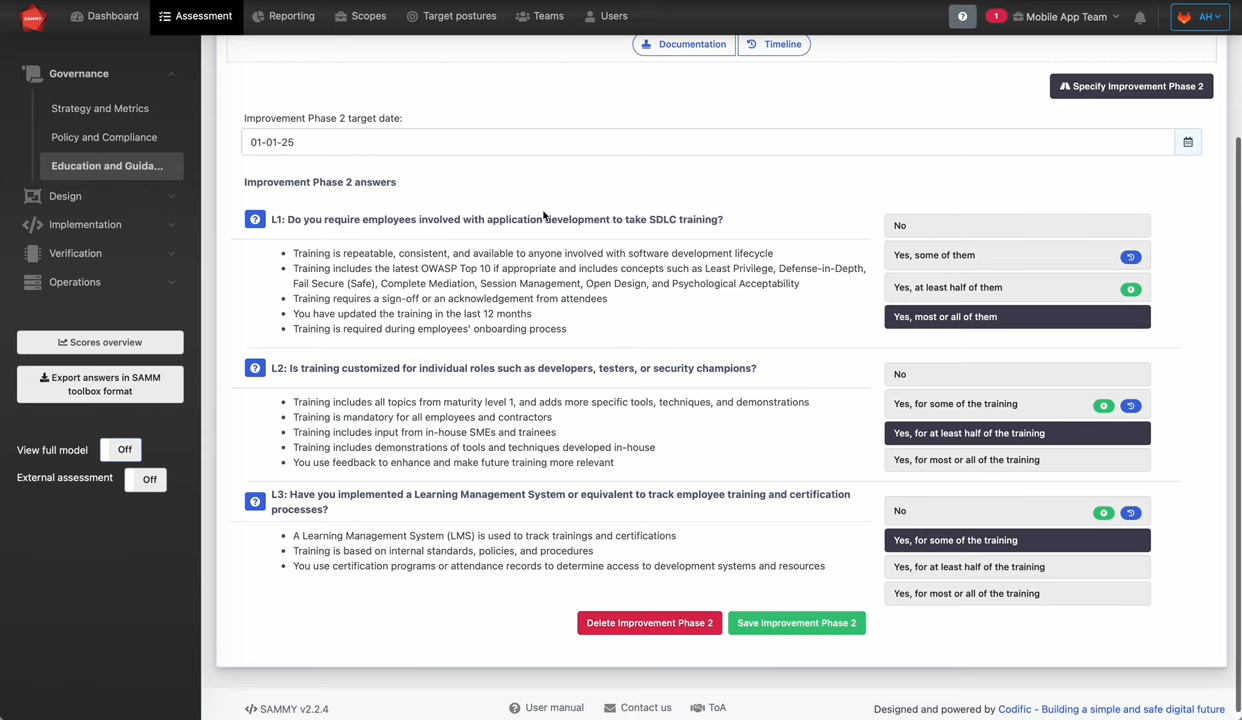 SAMMY
Dashboard
Assessment
Reporting
Scopes
Target postures
Teams
Users
?
1
Mobile App Team
AH
Governance
Strategy and Metrics
Policy and Compliance
Education and Guida...
Design
Implementation
Verification
Operations
Scores overview
Export answers in SAMM
toolbox format
View full model
Off
External assessment
Off
Documentation
Timeline
Specify Improvement Phase 2
Improvement Phase 2 target date:
01-01-25
Improvement Phase 2 answers
? L1: Do you require employees involved with application development to take SDLC training?
• Training is repeatable, consistent, and available to anyone involved with software development lifecycle
• Training includes the latest OWASP Top 10 if appropriate and includes concepts such as Least Privilege, Defense-in-Depth,
Fail Secure (Safe), Complete Mediation, Session Management, Open Design, and Psychological Acceptability
• Training requires a sign-off or an acknowledgement from attendees
• You have updated the training in the last 12 months
• Training is required during employees' onboarding process
No
Yes, some of them
Yes, at least half of them
Yes, most or all of them
? L2: Is training customized for individual roles such as developers, testers, or security champions?
• Training includes all topics from maturity level 1, and adds more specific tools, techniques, and demonstrations
• Training is mandatory for all employees and contractors
• Training includes input from in-house SMEs and trainees
• Training includes demonstrations of tools and techniques developed in-house
• You use feedback to enhance and make future training more relevant
No
Yes, for some of the training
Yes, for at least half of the training
Yes, for most or all of the training
? L3: Have you implemented a Learning Management System or equivalent to track employee training and certification
processes?
• A Learning Management System (LMS) is used to track trainings and certifications
• Training is based on internal standards, policies, and procedures
• You use certification programs or attendance records to determine access to development systems and resources
No
Yes, for some of the training
Yes, for at least half of the training
Yes, for most or all of the training
Delete Improvement Phase 2
Save Improvement Phase 2
</> SAMMY v2.2.4
? User manual
Contact us
ToA
Designed and powered by Codific - Building a simple and safe digital future